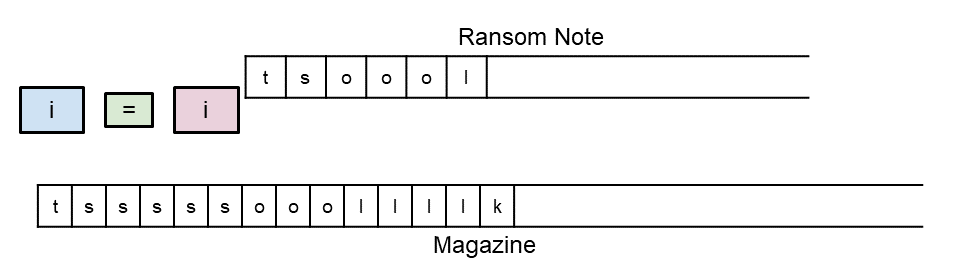 Ransom Note
t s o o o l
i = i
t s s s s s o o o l l l l k
Magazine